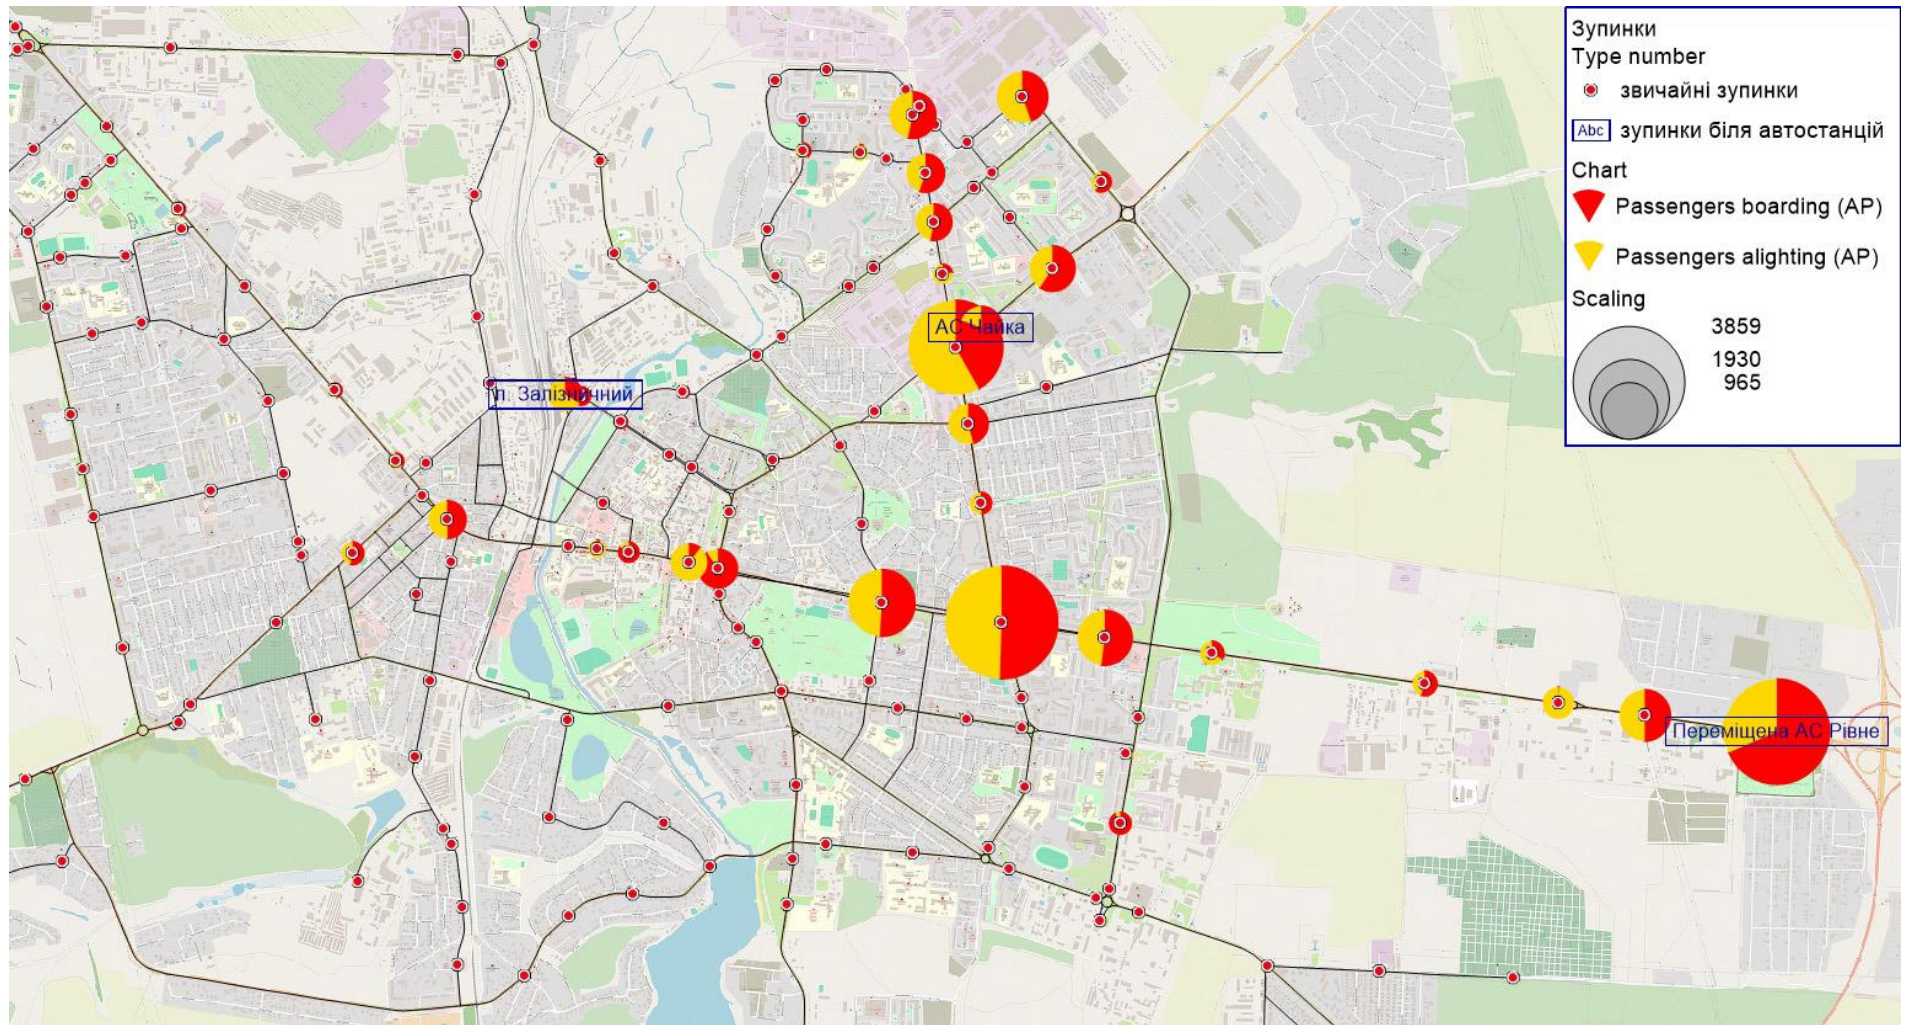 Зупинки
Type number
звичайні зупинки
Abc зупинки біля автостанцій
Chart
Passengers boarding (AP)
Passengers alighting (AP)
Scaling
3859
1930
965
АС Чайка
п. Залізничний
Переміщена АС Рівне